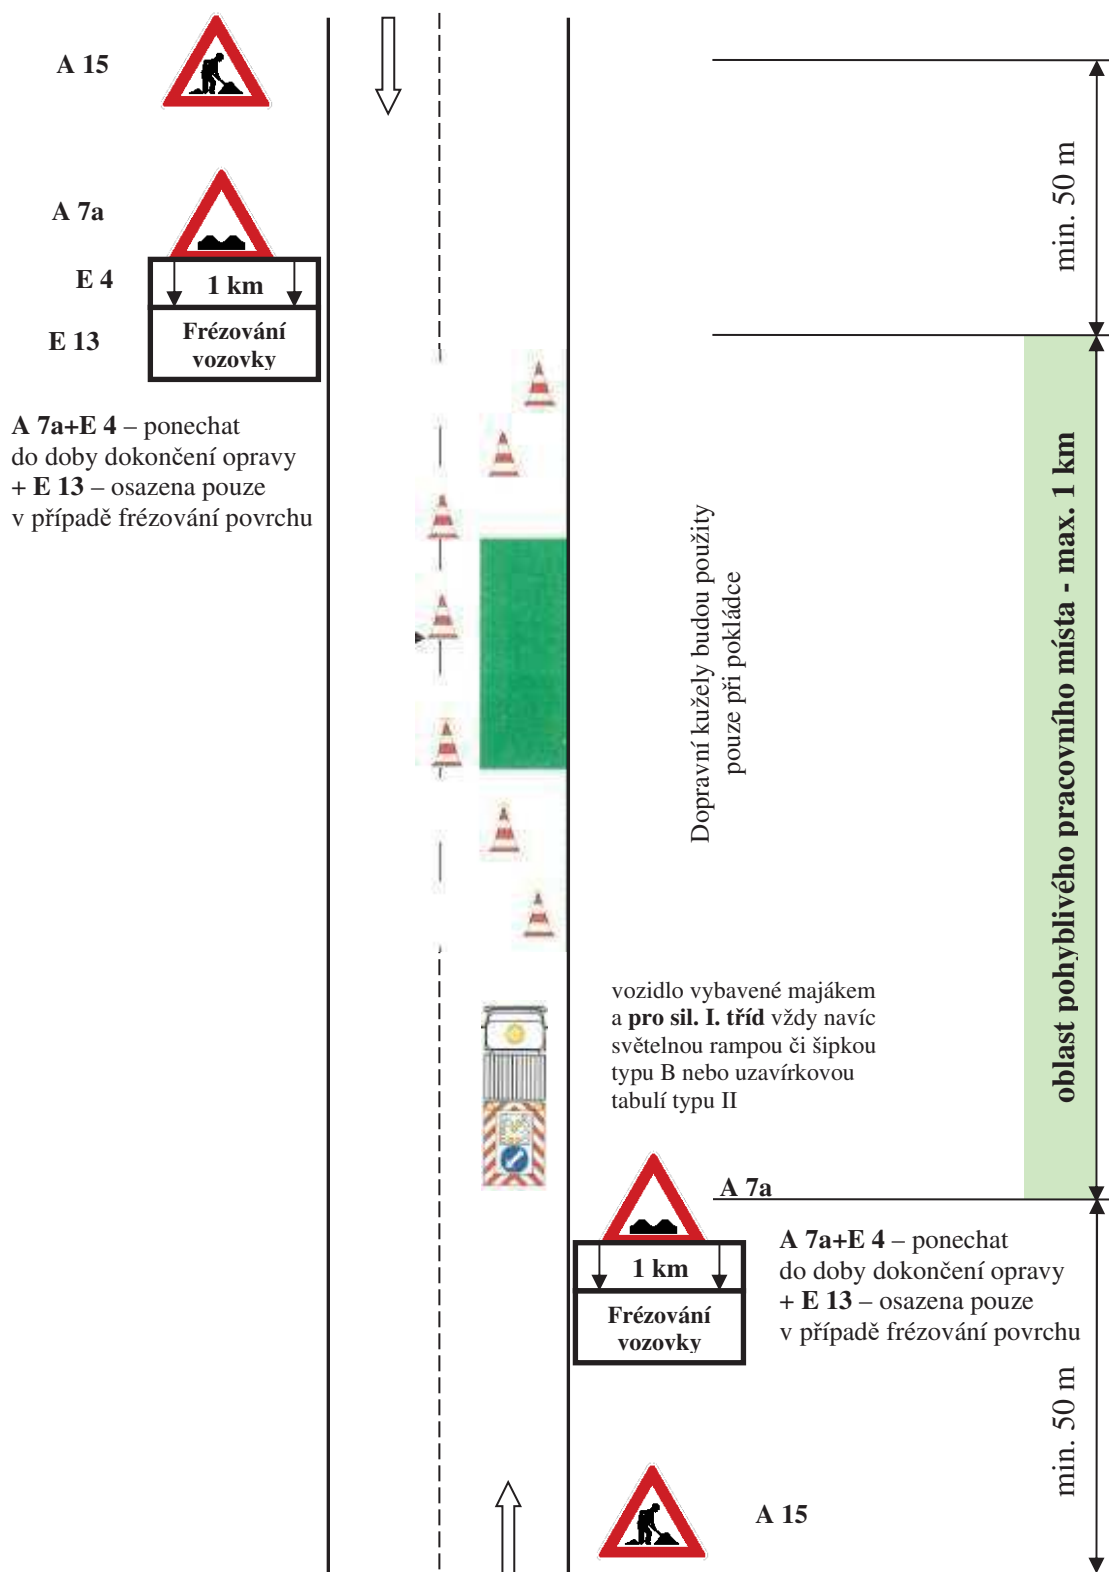 A 15
A 7a
E 4
1 km
E 13
Frézování
vozovky
A 7a+E 4 – ponechat
do doby dokončení opravy
+ E 13 – osazena pouze
v případě frézování povrchu
min. 50 m
Dopravní kužely budou použity
pouze při pokládce
oblast pohyblivého pracovního místa - max. 1 km
vozidlo vybavené majákem
a pro sil. I. tříd vždy navíc
světelnou rampou či šipkou
typu B nebo uzavírkovou
tabulí typu II
A 7a
1 km
Frézování
vozovky
A 7a+E 4 – ponechat
do doby dokončení opravy
+ E 13 – osazena pouze
v případě frézování povrchu
min. 50 m
A 15